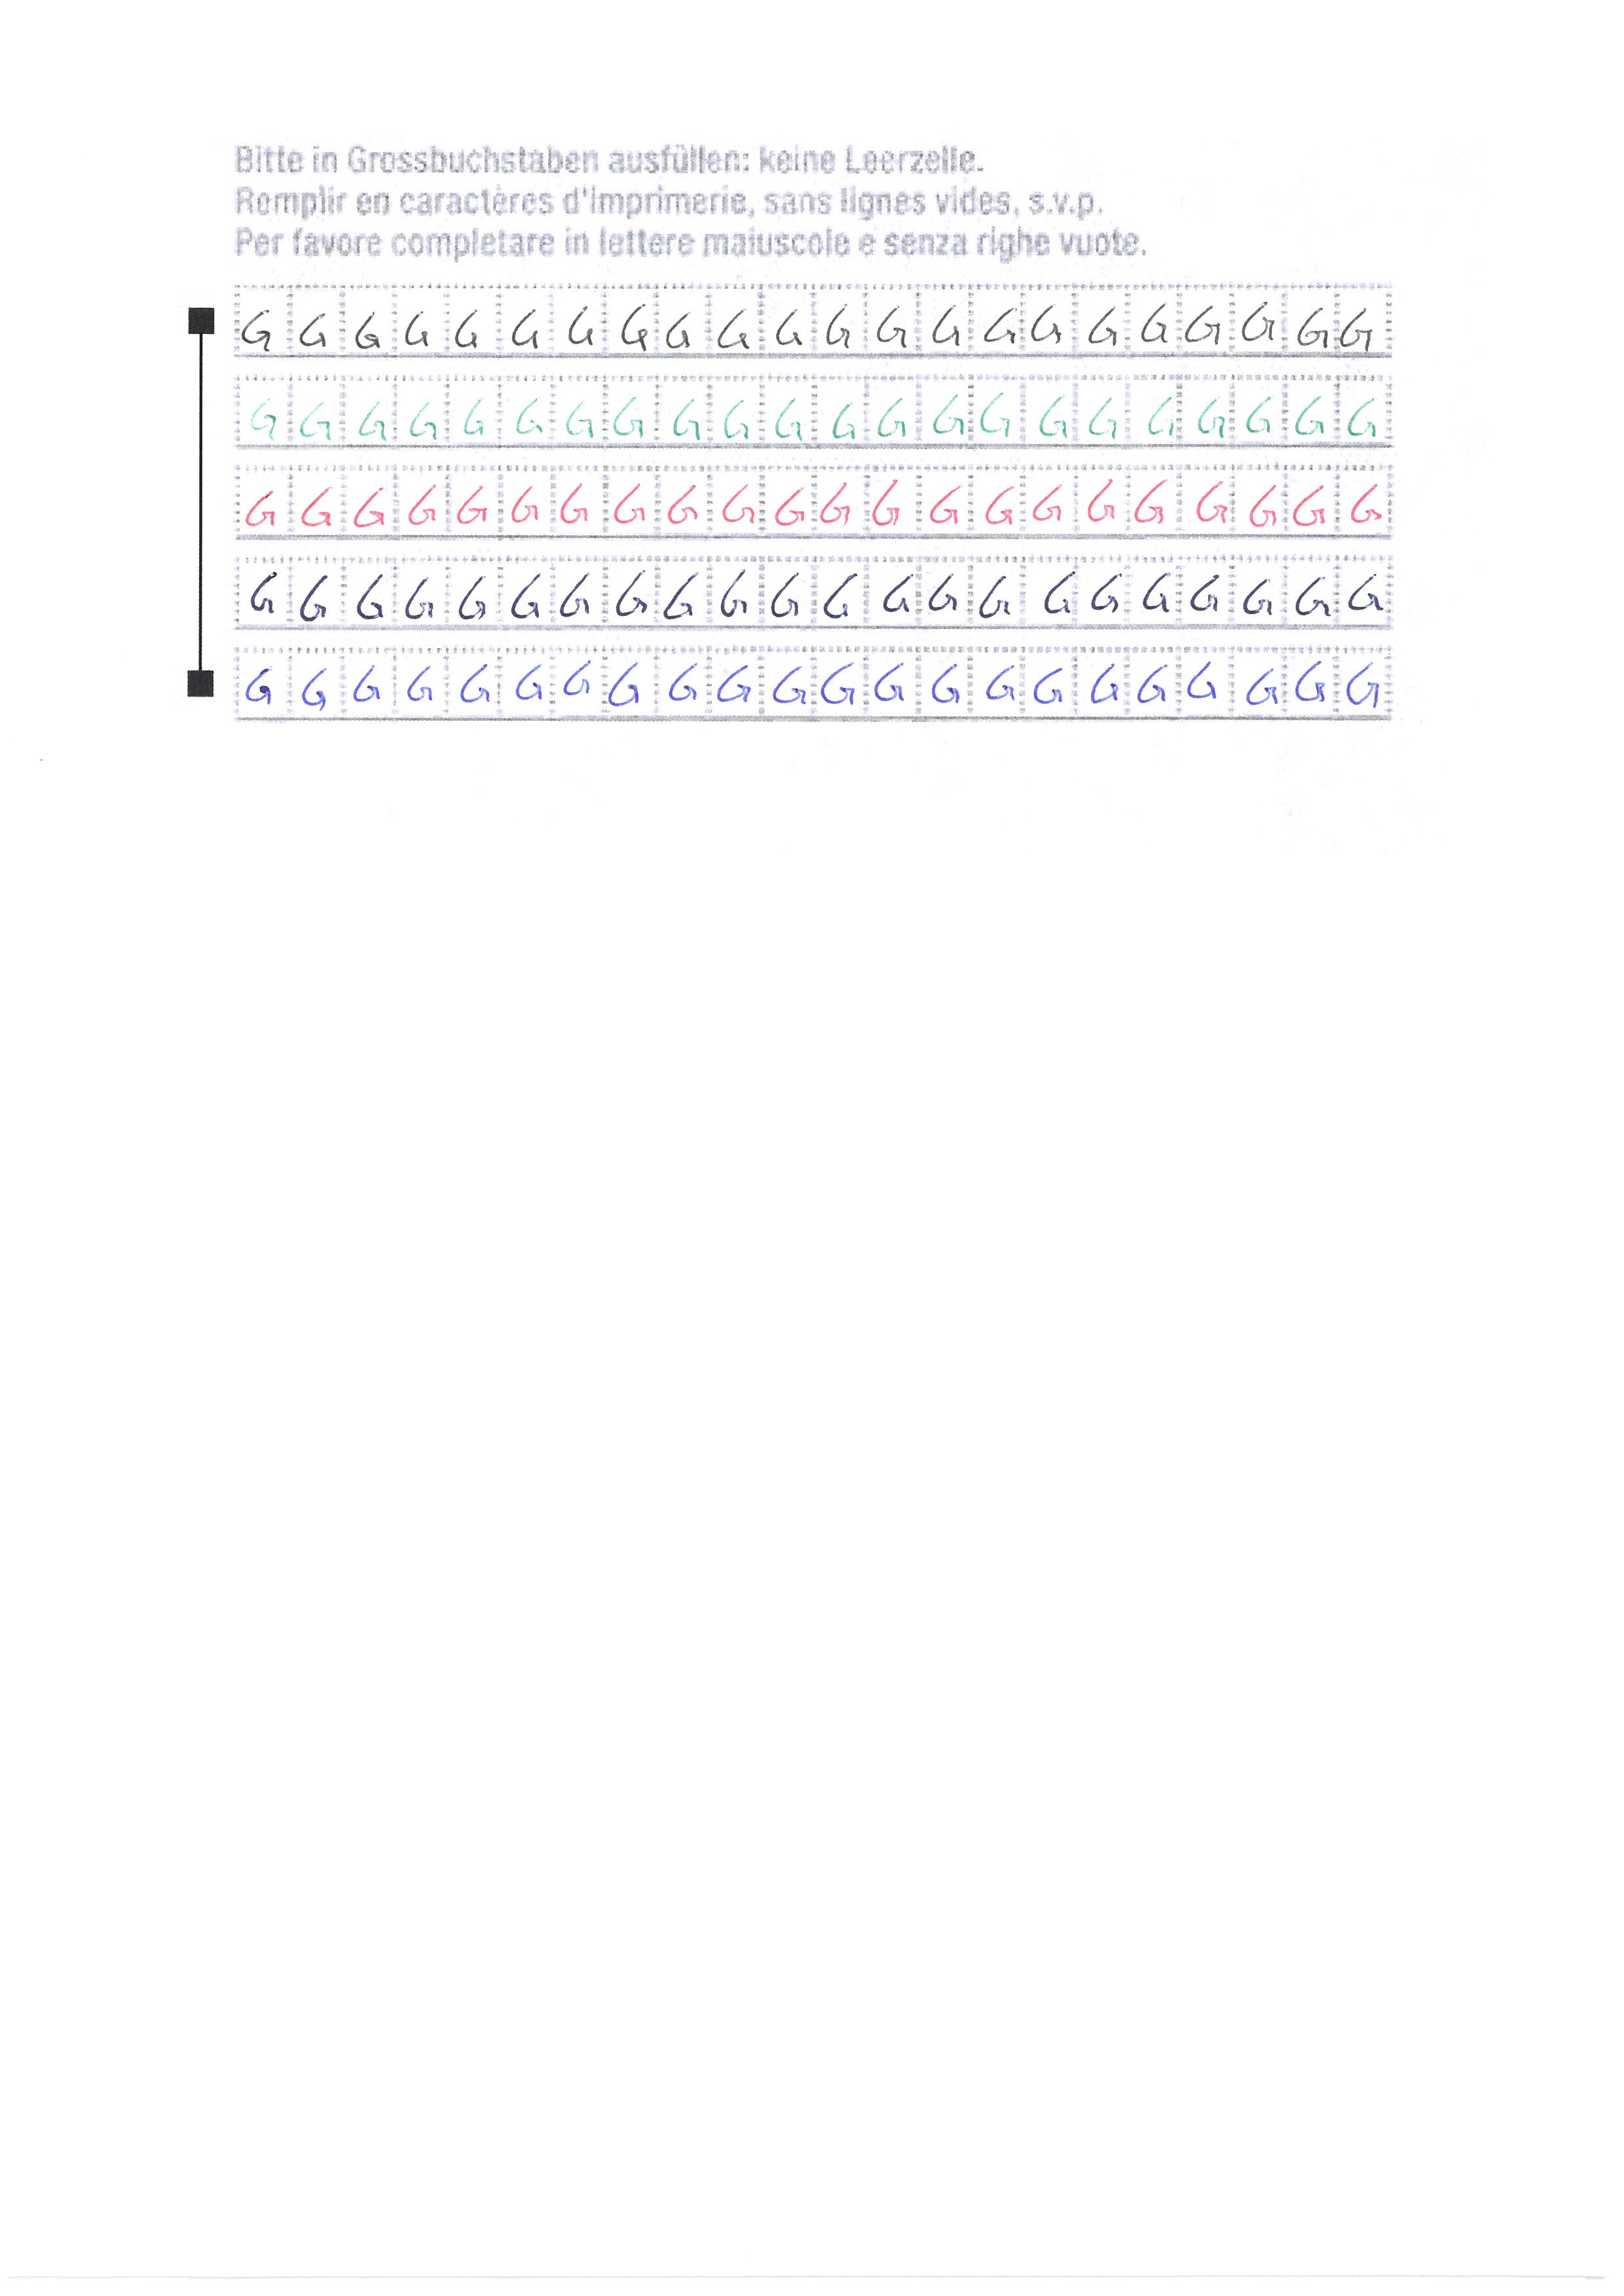 Bitte in Grossbuchstaben ausfüllen: keine Leerzeile.
Remplir en caractères d'imprimerie, sans lignes vides, s.v.p.
Per favore completare in lettere maiuscole e senza righe vuote.
G G G G G G G G G G G G G G G G G G G G G G
G G G G G G G G G G G G G G G G G G G G G G
G G G G G G G G G G G G G G G G G G G G G G
G G G G G G G G G G G G G G G G G G G G G G
G G G G G G G G G G G G G G G G G G G G G G